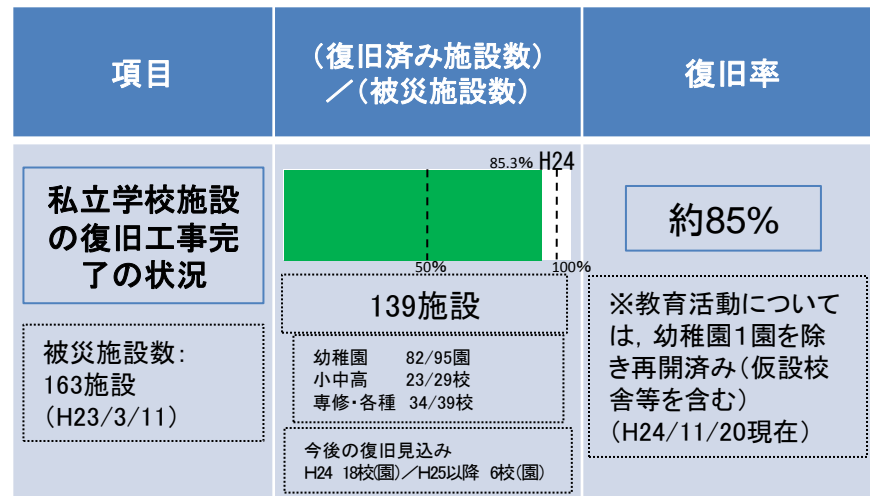 項目
(復旧済み施設数)
／(被災施設数)
復旧率
私立学校施設
の復旧工事完
了の状況
被災施設数：
163施設
(H23/3/11)
85.3% H24
50%
100%
139施設
幼稚園　82/95園
小中高　23/29校
専修・各種　34/39校
今後の復旧見込み
H24 18校(園)／H25以降 6校(園)
約85%
※教育活動について
は，幼稚園１園を除
き再開済み(仮設校
舎等を含む)
(H24/11/20現在)